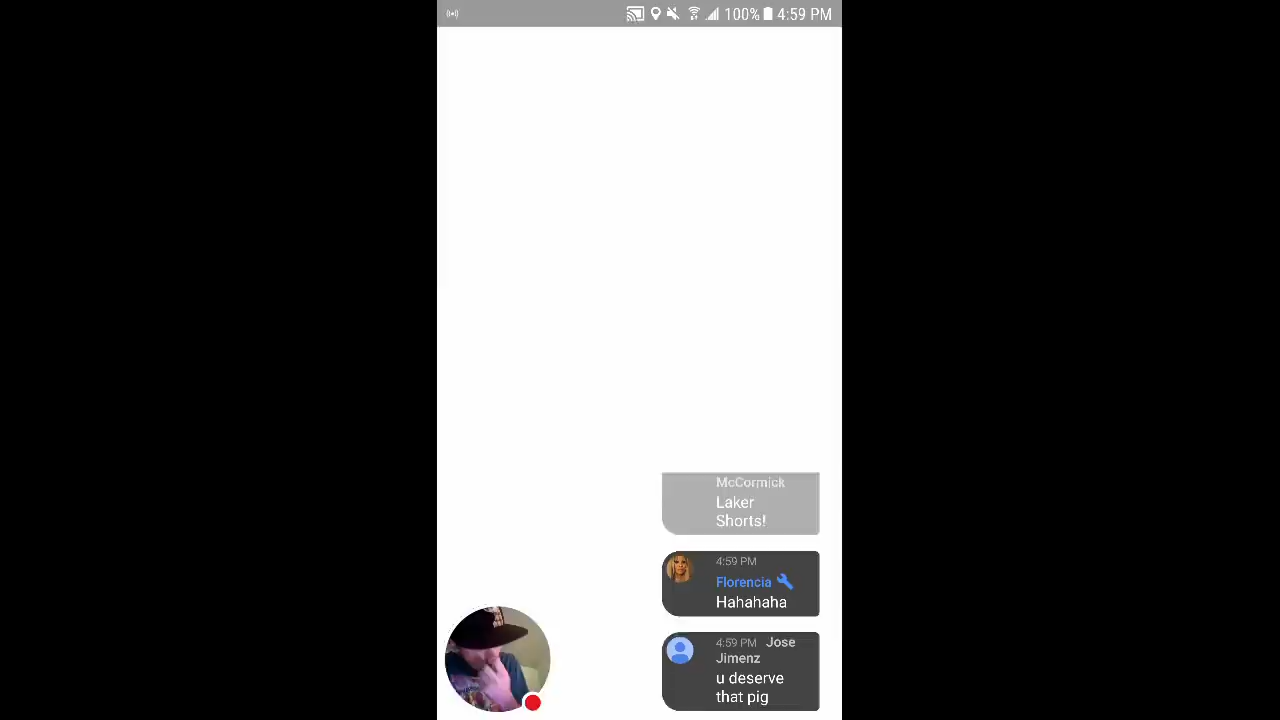 100% 4:59 PM
McCormick
Laker
Shorts!
4:59 PM
Florencia
Hahahaha
4:59 PM Jose
Jimenz
u deserve
that pig